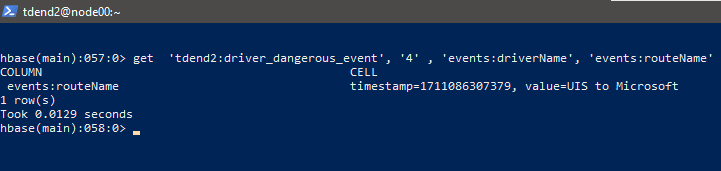 tdend2@node00:~
hbase(main):057:0> get  'tdend2:driver_dangerous_event', '4' , 'events:driverName', 'events:routeName'
COLUMN CELL
events:routeName timestamp=1711086307379, value=UIS to Microsoft
1 row(s)
Took 0.0129 seconds
hbase(main):058:0>